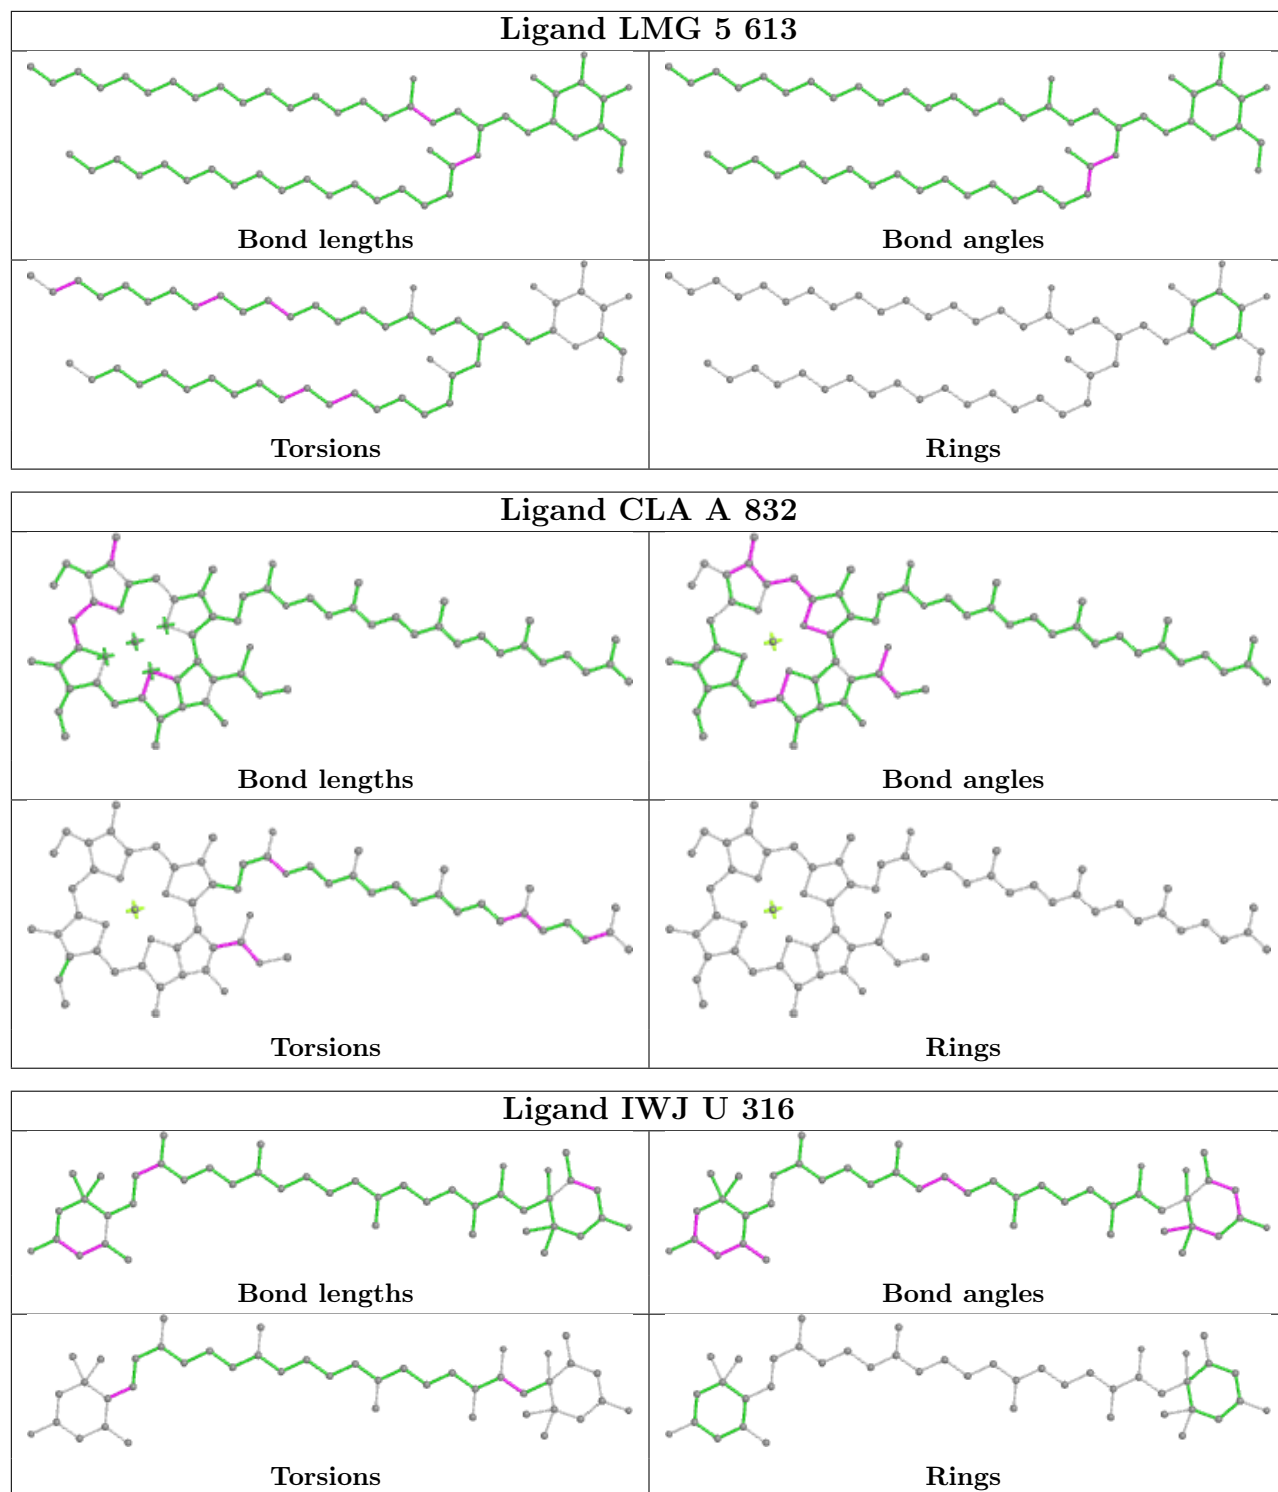 Ligand LMG 5 613
Bond lengths
Bond angles
Torsions
Rings
Ligand CLA A 832
Bond lengths
Bond angles
Torsions
Rings
Ligand IWJ U 316
Bond lengths
Bond angles
Torsions
Rings